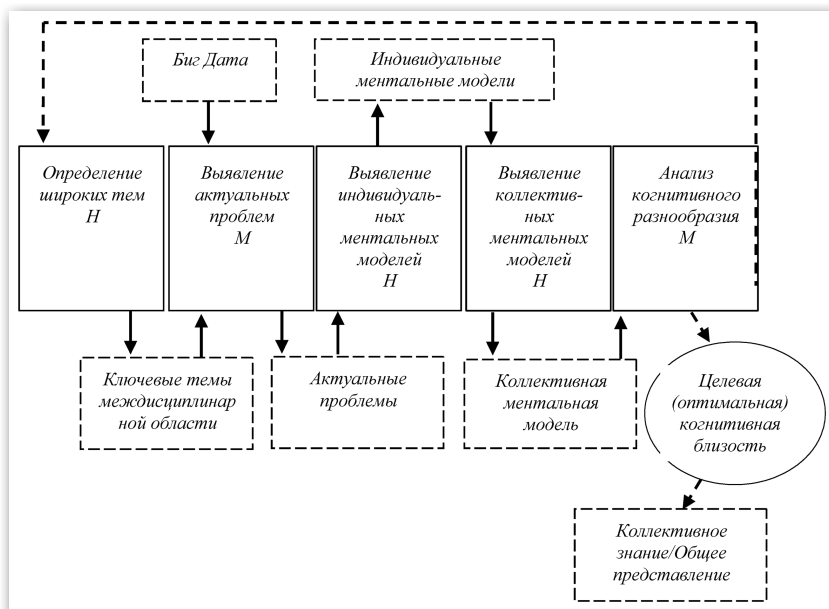 Биг Дата
Индивидуальные
ментальные модели
Определение
широких тем
Н
Выявление
актуальных
проблем
М
Выявление
индивидуаль-
ных
ментальных
моделей
Н
Выявление
коллектив-
ных
ментальных
моделей
Н
Анализ
когнитивного
разнообразия
М
Ключевые темы
междисциплинар
ной области
Актуальные
проблемы
Коллективная
ментальная
модель
Целевая
(оптимальная)
когнитивная
близость
Коллективное
знание/Общее
представление